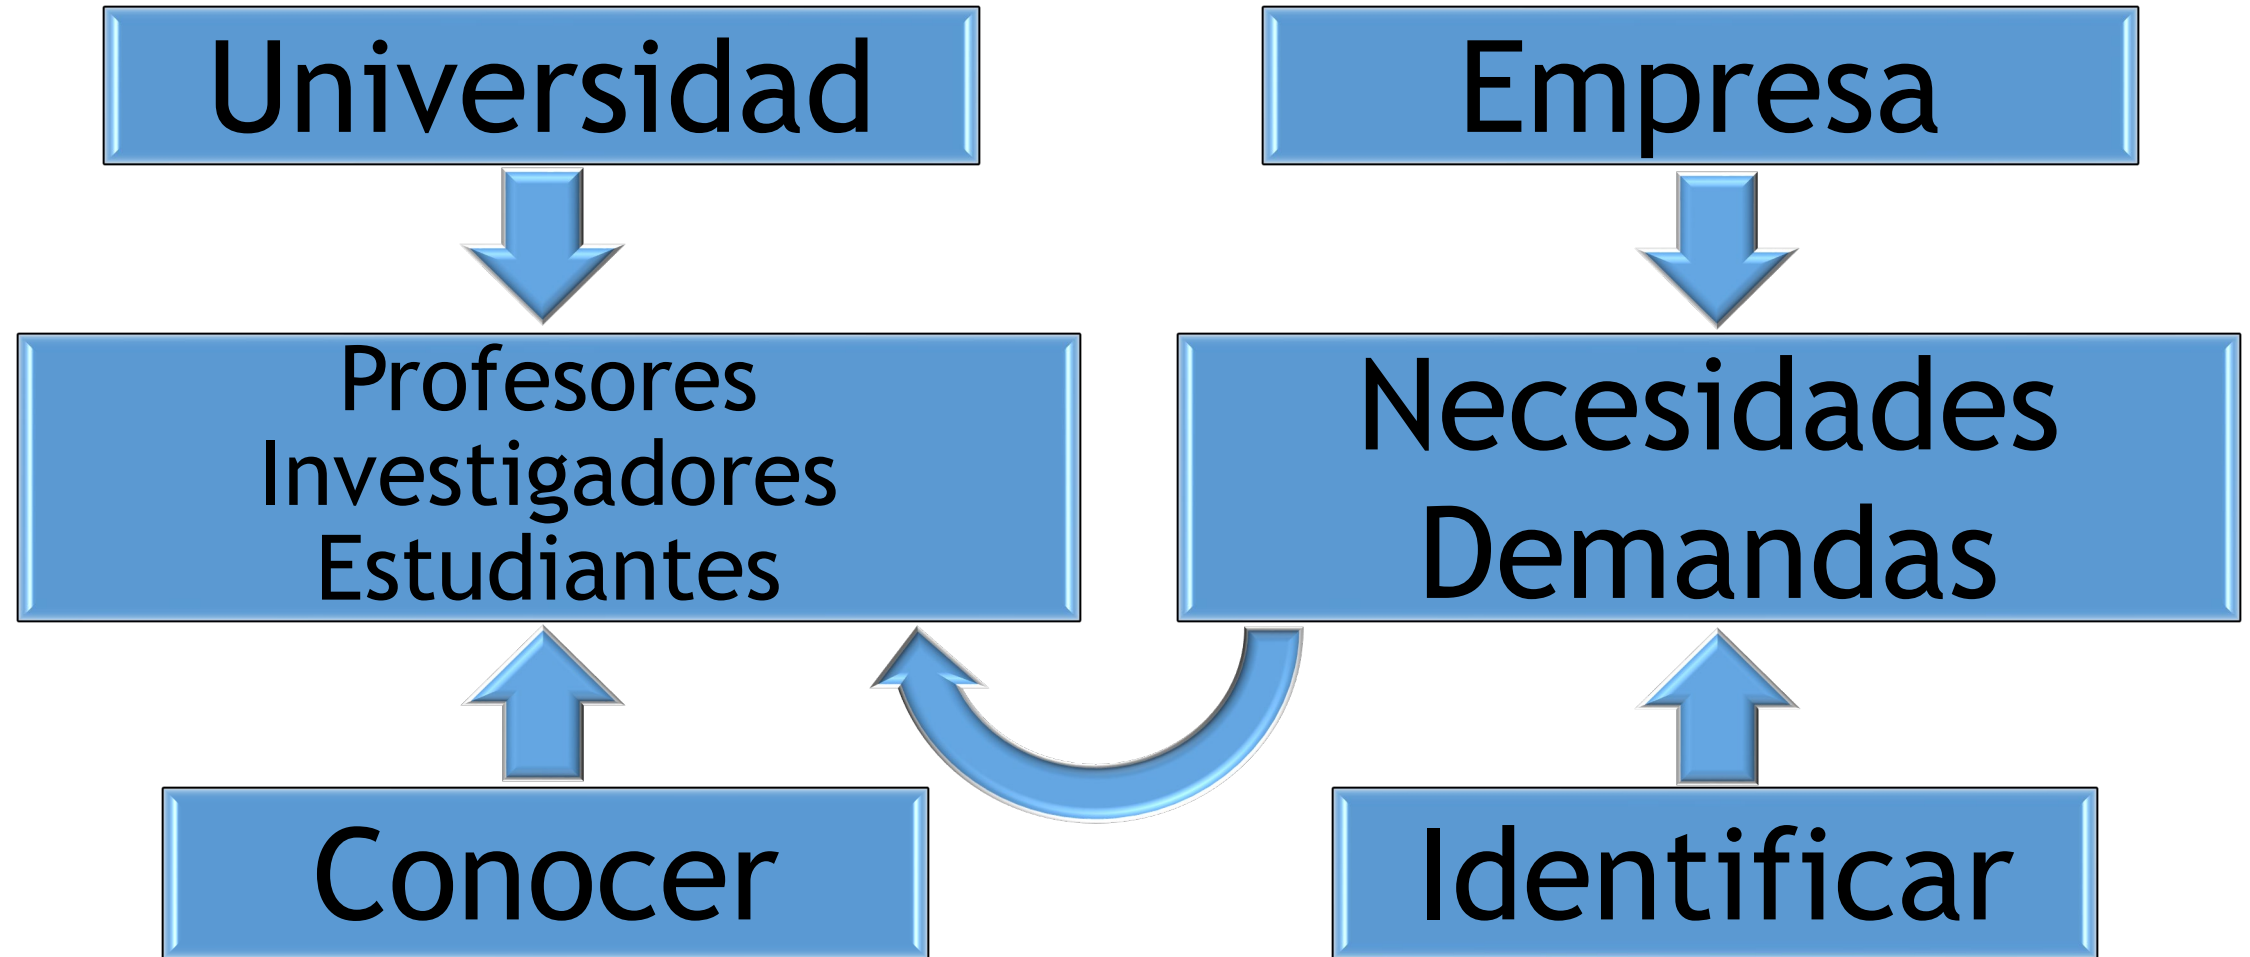 Universidad
Empresa
Profesores
Investigadores
Estudiantes
Necesidades
Demandas
Conocer
Identificar